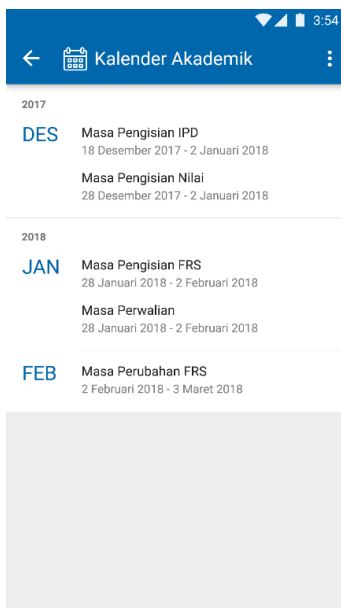 3:54
Kalender Akademik
2017
DES
Masa Pengisian IPD
18 Desember 2017 - 2 Januari 2018
Masa Pengisian Nilai
28 Desember 2017 - 2 Januari 2018
2018
JAN
Masa Pengisian FRS
28 Januari 2018 - 2 Februari 2018
Masa Perwalian
28 Januari 2018 - 2 Februari 2018
FEB
Masa Perubahan FRS
2 Februari 2018 - 3 Maret 2018